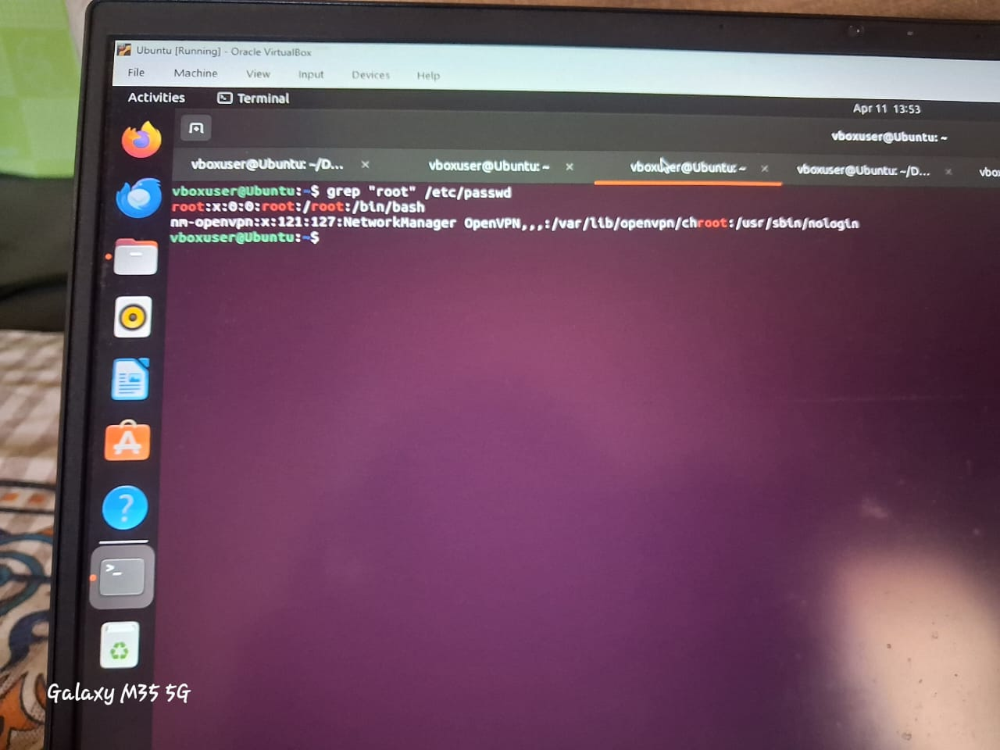 Ubuntu [Running] - Oracle VirtualBox
File Machine View Input Devices Help
Activities Terminal
Apr 11 13:53
vboxuser@Ubuntu: ~
vboxuser@Ubuntu: ~/D... × vboxuser@Ubuntu: ~ × vboxuser@Ubuntu: ~ × vboxuser@Ubuntu: ~/D... × vbo
vboxuser@Ubuntu:~$ grep "root" /etc/passwd
root:x:0:0:root:/root:/bin/bash
nm-openvpn:x:121:127:NetworkManager OpenVPN,,,:/var/lib/openvpn/chroot:/usr/sbin/nologin
vboxuser@Ubuntu:~$
Galaxy M35 5G